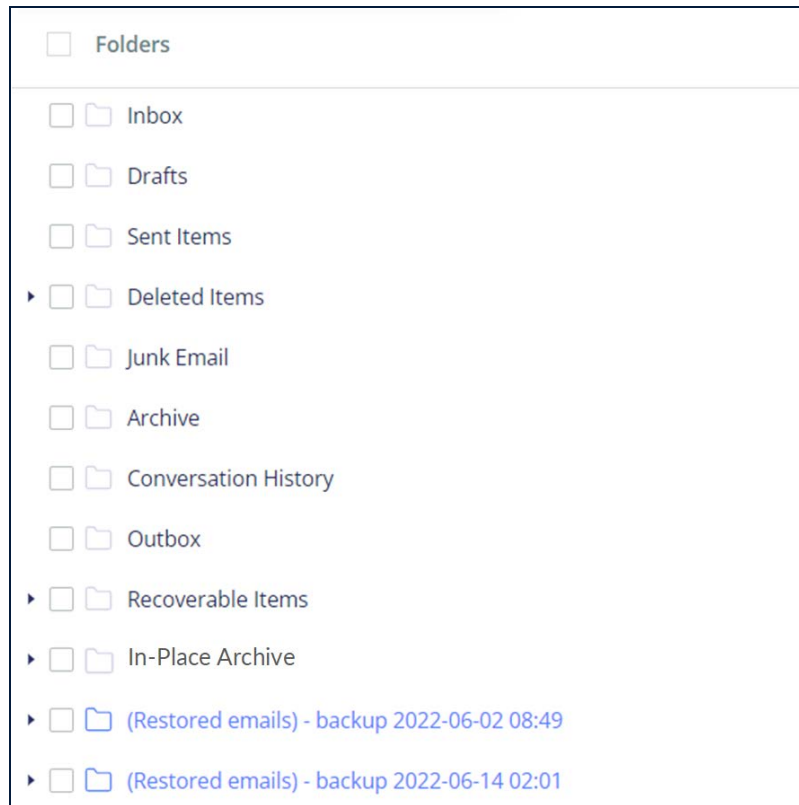 Folders
Inbox
Drafts
Sent Items
Deleted Items
Junk Email
Archive
Conversation History
Outbox
Recoverable Items
In-Place Archive
(Restored emails) - backup 2022-06-02 08:49
(Restored emails) - backup 2022-06-14 02:01